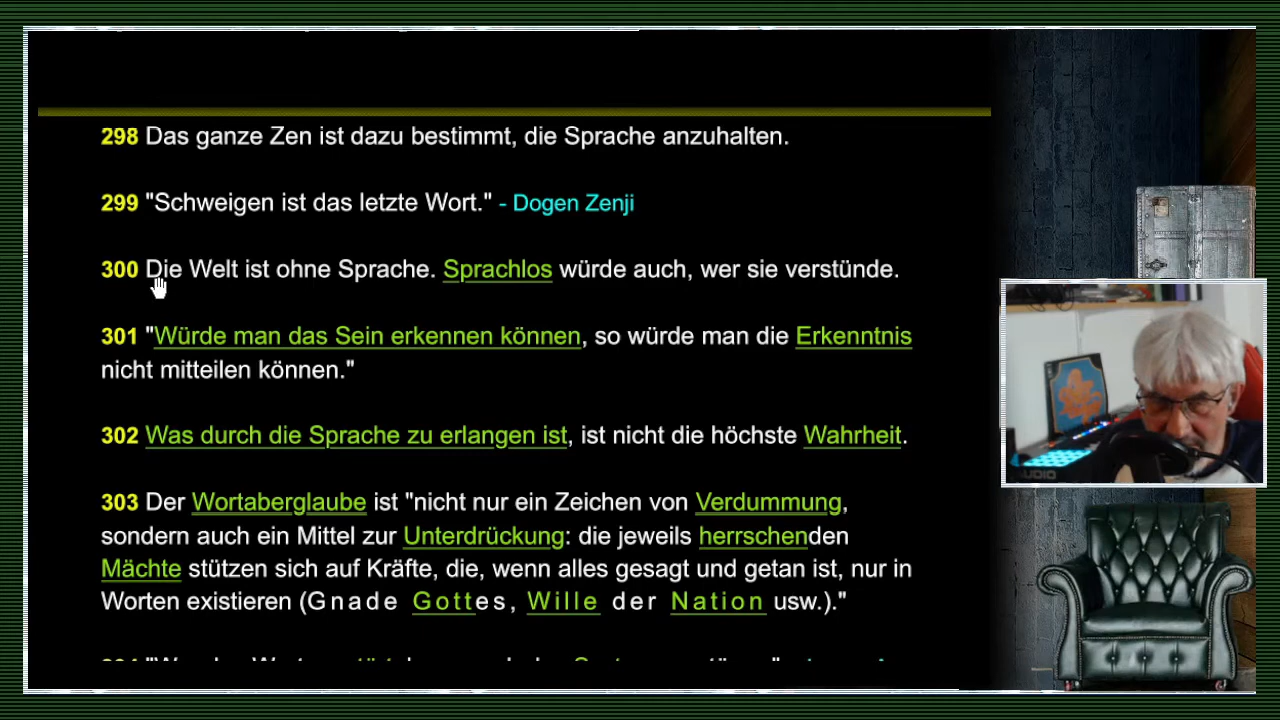 298 Das ganze Zen ist dazu bestimmt, die Sprache anzuhalten.
299 "Schweigen ist das letzte Wort." - Dogen Zenji
300 Die Welt ist ohne Sprache. Sprachlos würde auch, wer sie verstünde.
301 "Würde man das Sein erkennen können, so würde man die Erkenntnis
nicht mitteilen können."
302 Was durch die Sprache zu erlangen ist, ist nicht die höchste Wahrheit.
303 Der Wortaberglaube ist "nicht nur ein Zeichen von Verdummung,
sondern auch ein Mittel zur Unterdrückung: die jeweils herrschenden
Mächte stützen sich auf Kräfte, die, wenn alles gesagt und getan ist, nur in
Worten existieren (Gnade Gottes, Wille der Nation usw.)."